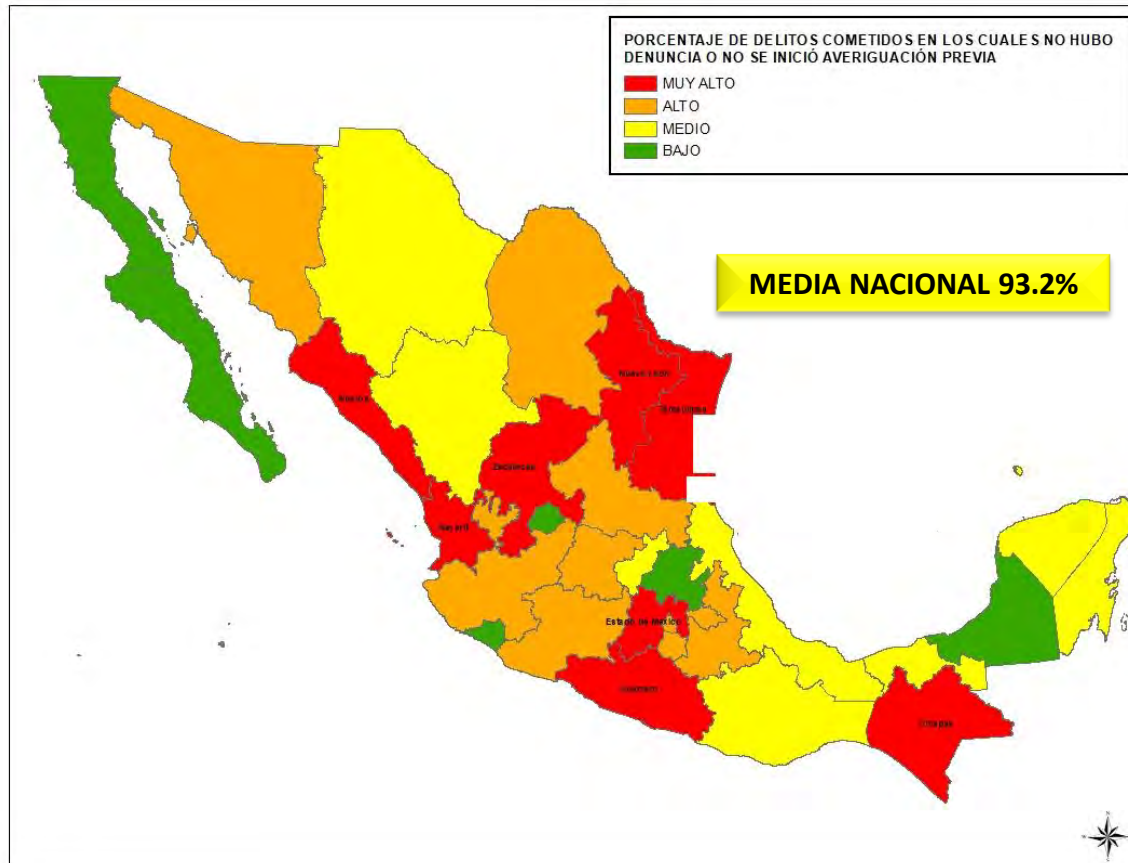 PORCENTAJE DE DELITOS COMETIDOS EN LOS CUALES NO HUBO
DENUNCIA O NO SE INICIÓ AVERIGUACIÓN PREVIA
MUY ALTO
ALTO
MEDIO
BAJO
MEDIA NACIONAL 93.2%
Nuevo León
Tamaulipas
Sinaloa
Zacatecas
Nayarit
Estado de México
Guerrero
Chiapas